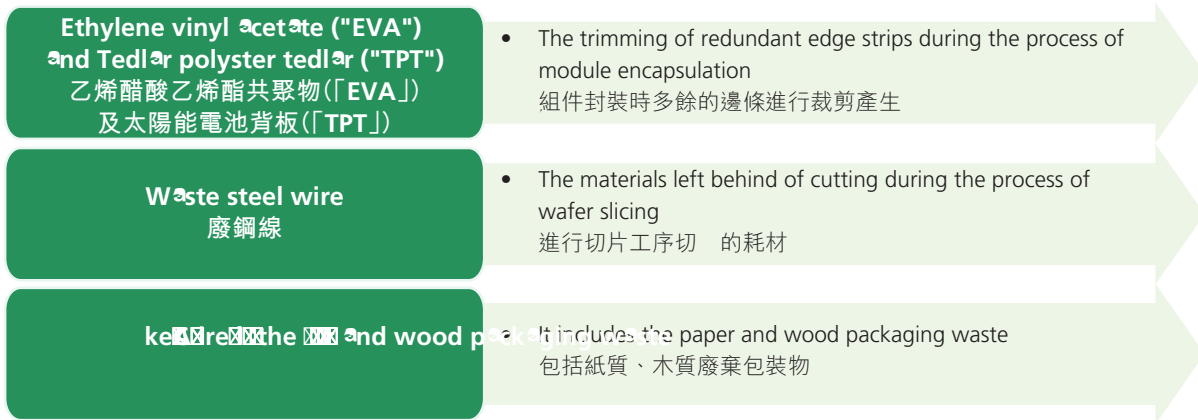 Ethylene vinyl acetate ("EVA")
and Tedlar polyster tedlar ("TPT")
乙烯醋酸乙烯酯共聚物(「EVA」)
及太陽能電池背板(「TPT」)
• The trimming of redundant edge strips during the process of
module encapsulation
組件封裝時多餘的邊條進行裁剪產生
Waste steel wire
廢鋼線
• The materials left behind of cutting during the process of
wafer slicing
進行切片工序切 的耗材
the and wood packaging waste
• It includes the paper and wood packaging waste
包括紙質、木質廢棄包裝物